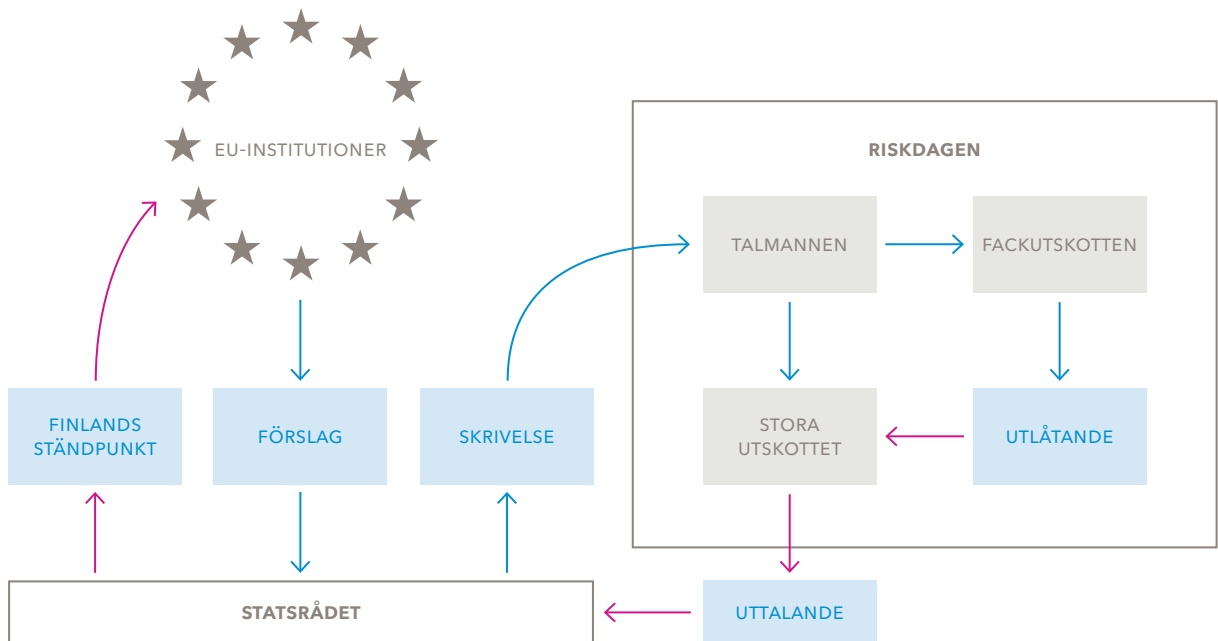 EU-INSTITUTIONER
RISKDAGEN
TALMANNEN
FACKUTSKOTTEN
FINLANDS
STÄNDPUNKT
FÖRSLAG
SKRIVELSE
STORA
UTSKOTTET
UTLÅTANDE
STATSRÅDET
UTTALANDE